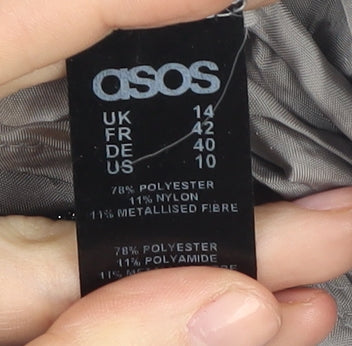 asos
UK 14
FR 42
DE 40
US 10
78% POLYESTER
11% NYLON
11% METALLISED FIBRE
78% POLYESTER
11% POLYAMIDE
11%